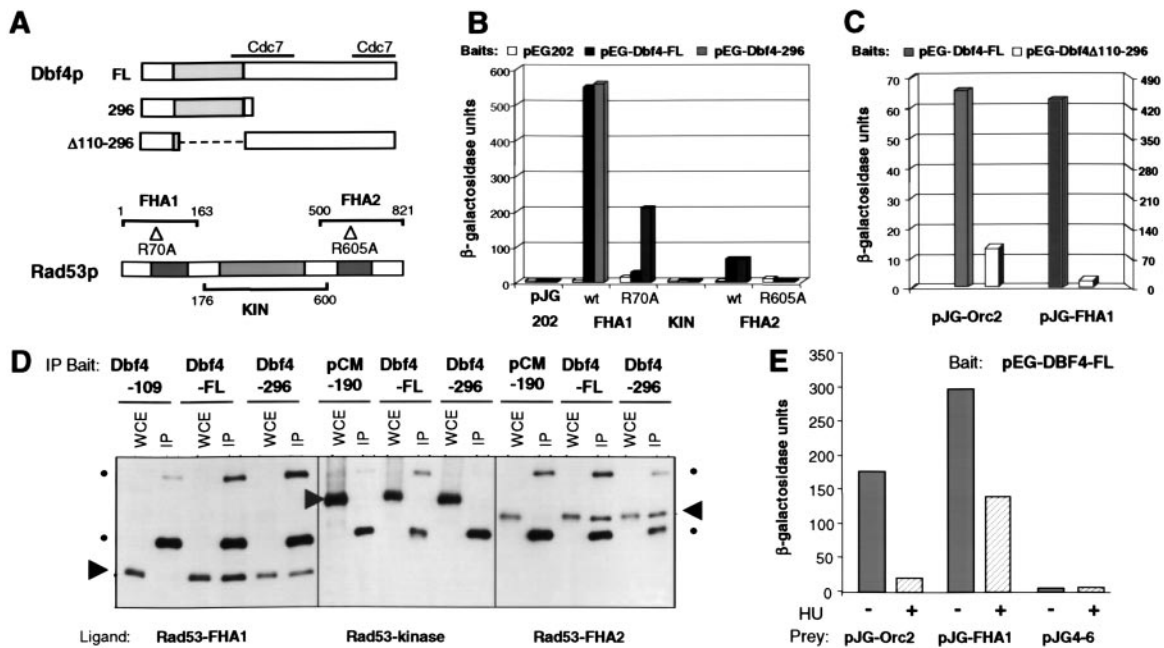 A
Cdc7 Cdc7
Dbf4p FL
296
Δ110-296
FHA1 FHA2
1 163 500 821
R70A R605A
Rad53p
176 600
KIN
B
Baits: pEG202 pEG-Dbf4-FL pEG-Dbf4-296
β-galactosidase units
600
500
400
300
200
100
0
pJG wt R70A wt R605A
202 FHA1 KIN FHA2
C
Baits: pEG-Dbf4-FL pEG-Dbf4Δ110-296
β-galactosidase units
70 490
60 420
50 350
40 280
30 210
20 140
10 70
0 0
pJG-Orc2 pJG-FHA1
D
IP Bait: Dbf4 Dbf4 Dbf4 pCM Dbf4 Dbf4 pCM Dbf4 Dbf4
-109 -FL -296 -190 -FL -296 -190 -FL -296
WCE IP WCE IP WCE IP WCE IP WCE IP WCE IP WCE IP WCE IP WCE IP
Ligand: Rad53-FHA1 Rad53-kinase Rad53-FHA2
E
Bait: pEG-DBF4-FL
β-galactosidase units
350
300
250
200
150
100
50
0
HU - + - + - +
Prey: pJG-Orc2 pJG-FHA1 pJG4-6